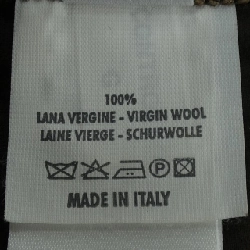 100%
LANA VERGINE - VIRGIN WOOL
LAINE VIERGE - SCHURWOLLE
MADE IN ITALY